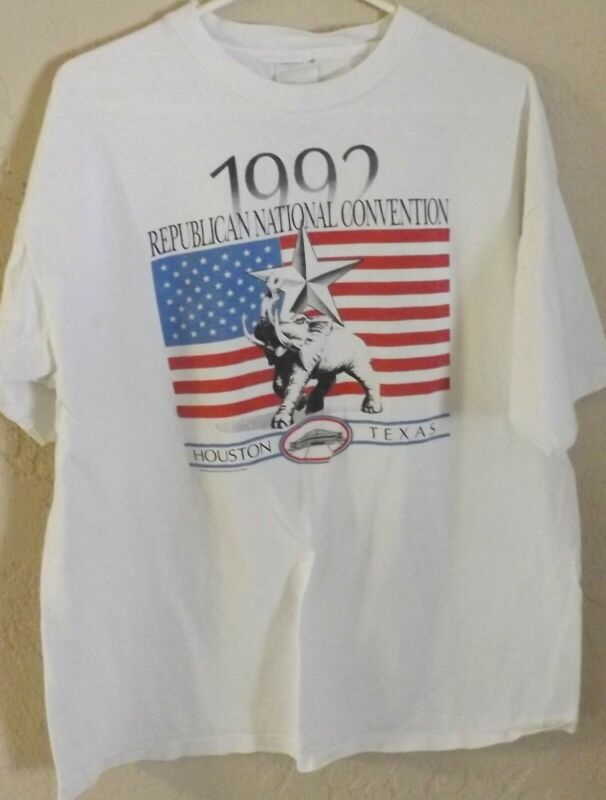 1992
REPUBLICAN NATIONAL CONVENTION
HOUSTON TEXAS